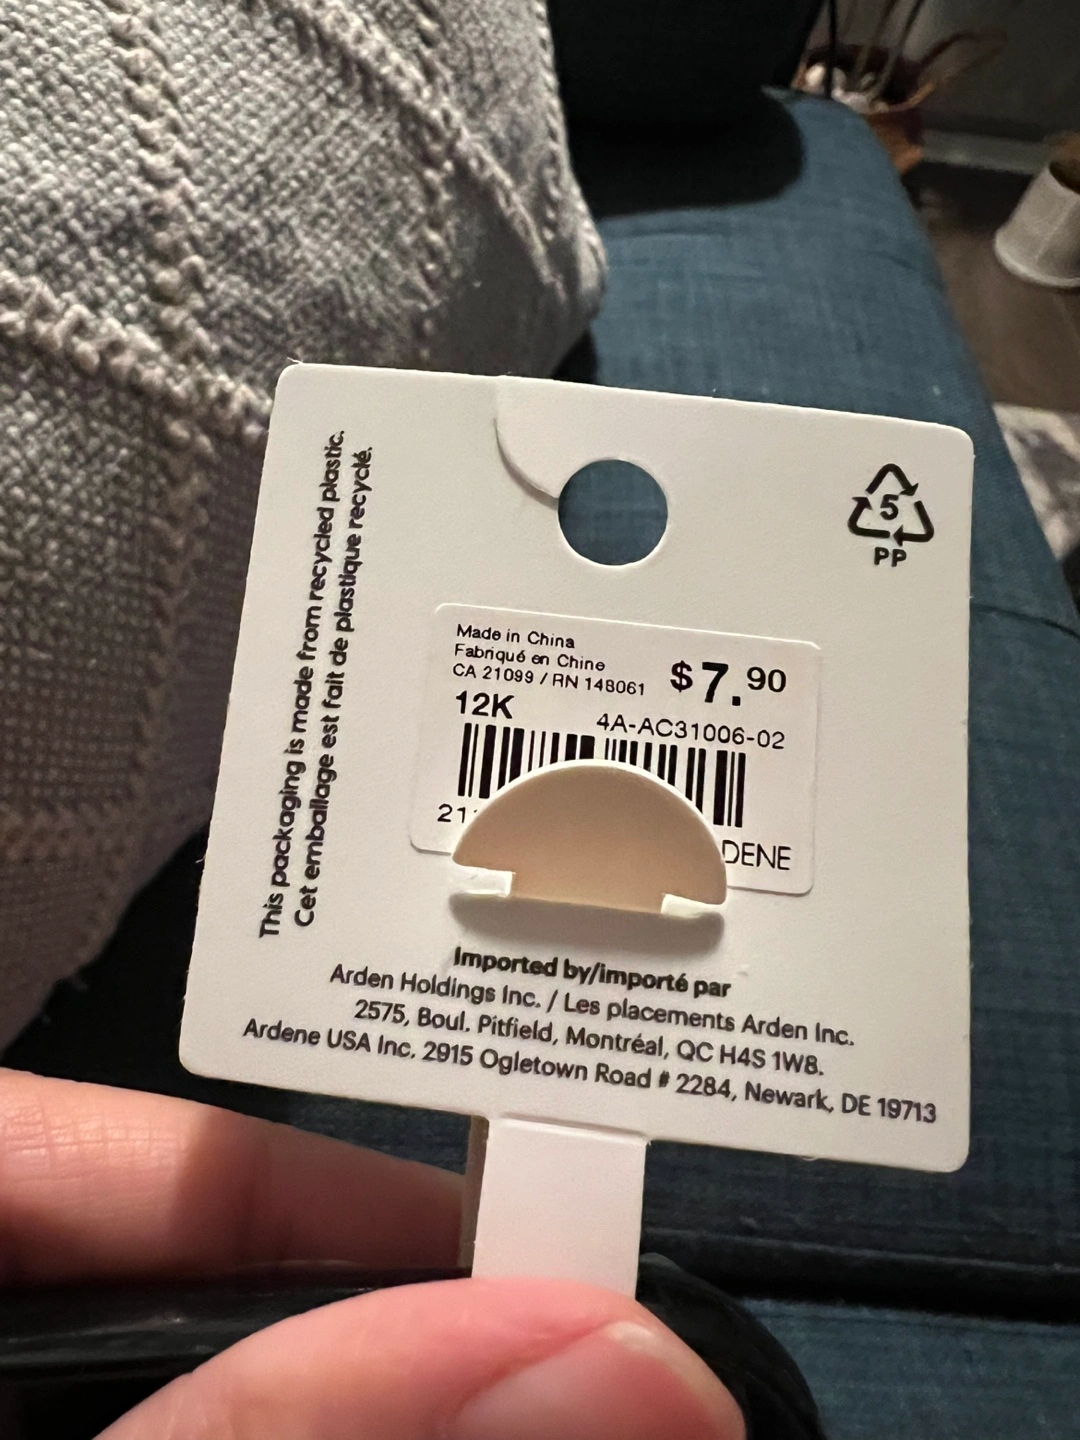 This packaging is made from recycled plastic.
Cet emballage est fait de plastique recyclé.
5
PP
Made in China
Fabriqué en Chine
CA 21099 / RN 148061
$7.90
12K
4A-AC31006-02
Imported by/importé par
Arden Holdings Inc. / Les placements Arden Inc.
2575, Boul. Pitfield, Montréal, QC H4S 1W8.
Ardene USA Inc. 2915 Ogletown Road # 2284, Newark, DE 19713